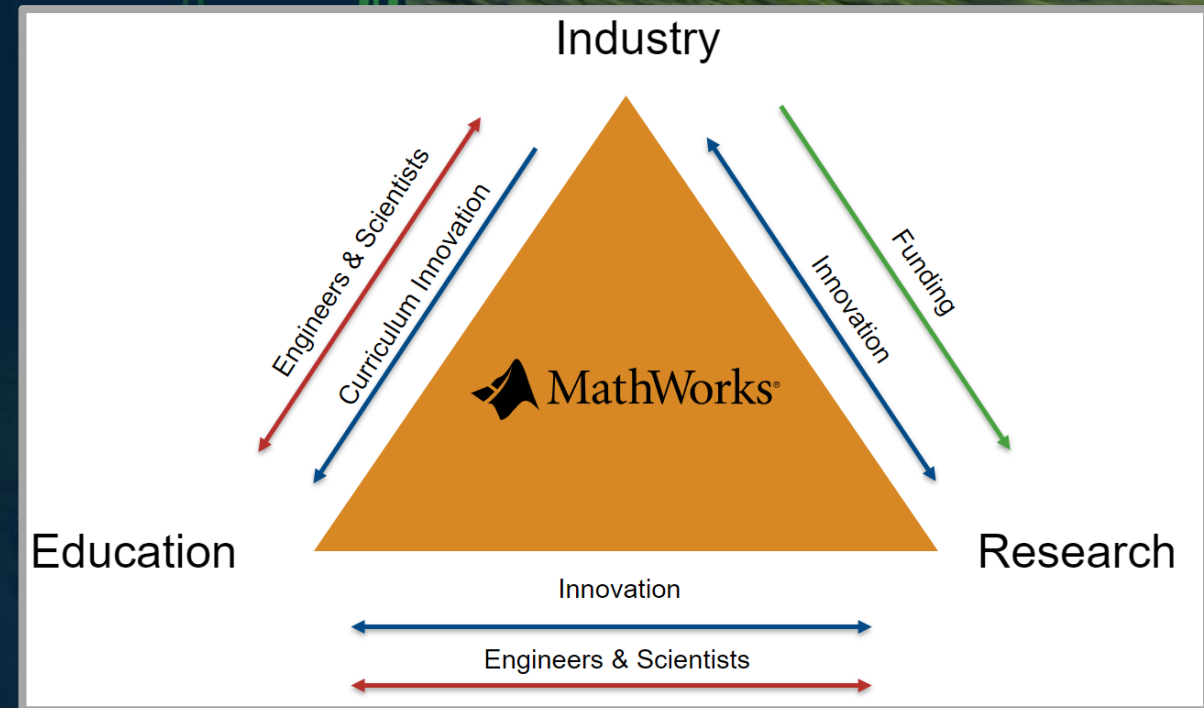 Industry
Engineers & Scientists
Curriculum Innovation
Innovation
Funding
MathWorks®
Education
Research
Innovation
Engineers & Scientists